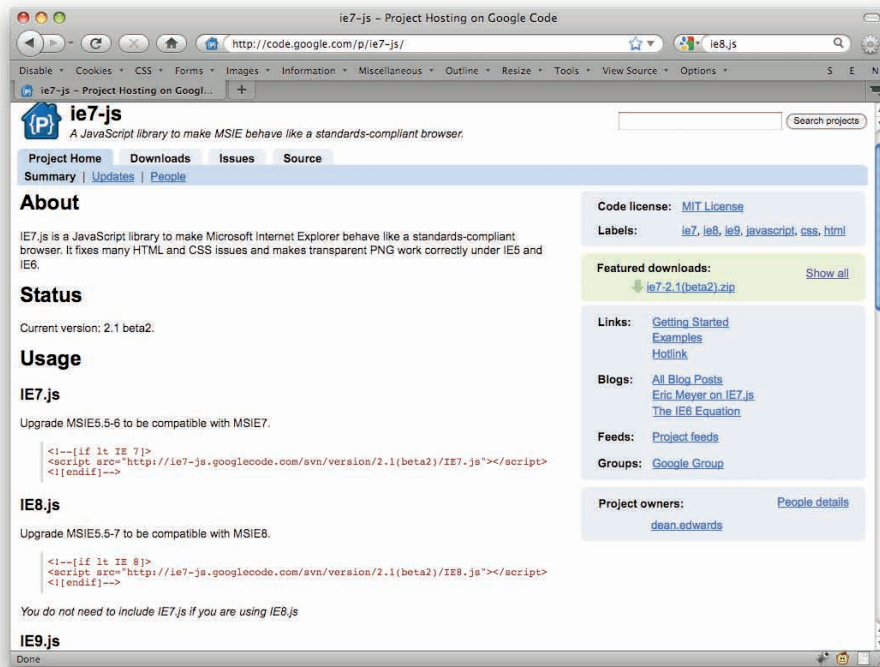 ie7-js – Project Hosting on Google Code
http://code.google.com/p/ie7-js/
ie8.js
Disable Cookies CSS Forms Images Information Miscellaneous Outline Resize Tools View Source Options S E N
ie7-js – Project Hosting on Googl...
{P}
ie7-js
A JavaScript library to make MSIE behave like a standards-compliant browser.
Search projects
Project Home Downloads Issues Source
Summary | Updates | People
About
IE7.js is a JavaScript library to make Microsoft Internet Explorer behave like a standards-compliant
browser. It fixes many HTML and CSS issues and makes transparent PNG work correctly under IE5 and
IE6.
Status
Current version: 2.1 beta2.
Usage
IE7.js
Upgrade MSIE5.5-6 to be compatible with MSIE7.
<!--[if lt IE 7]>
<script src="http://ie7-js.googlecode.com/svn/version/2.1(beta2)/IE7.js"></script>
<![endif]-->
IE8.js
Upgrade MSIE5.5-7 to be compatible with MSIE8.
<!--[if lt IE 8]>
<script src="http://ie7-js.googlecode.com/svn/version/2.1(beta2)/IE8.js"></script>
<![endif]-->
You do not need to include IE7.js if you are using IE8.js
IE9.js
Code license: MIT License
Labels: ie7, ie8, ie9, javascript, css, html
Featured downloads: Show all
ie7-2.1(beta2).zip
Links: Getting Started
Examples
Hotlink
Blogs: All Blog Posts
Eric Meyer on IE7.js
The IE6 Equation
Feeds: Project feeds
Groups: Google Group
Project owners: People details
dean.edwards
Done